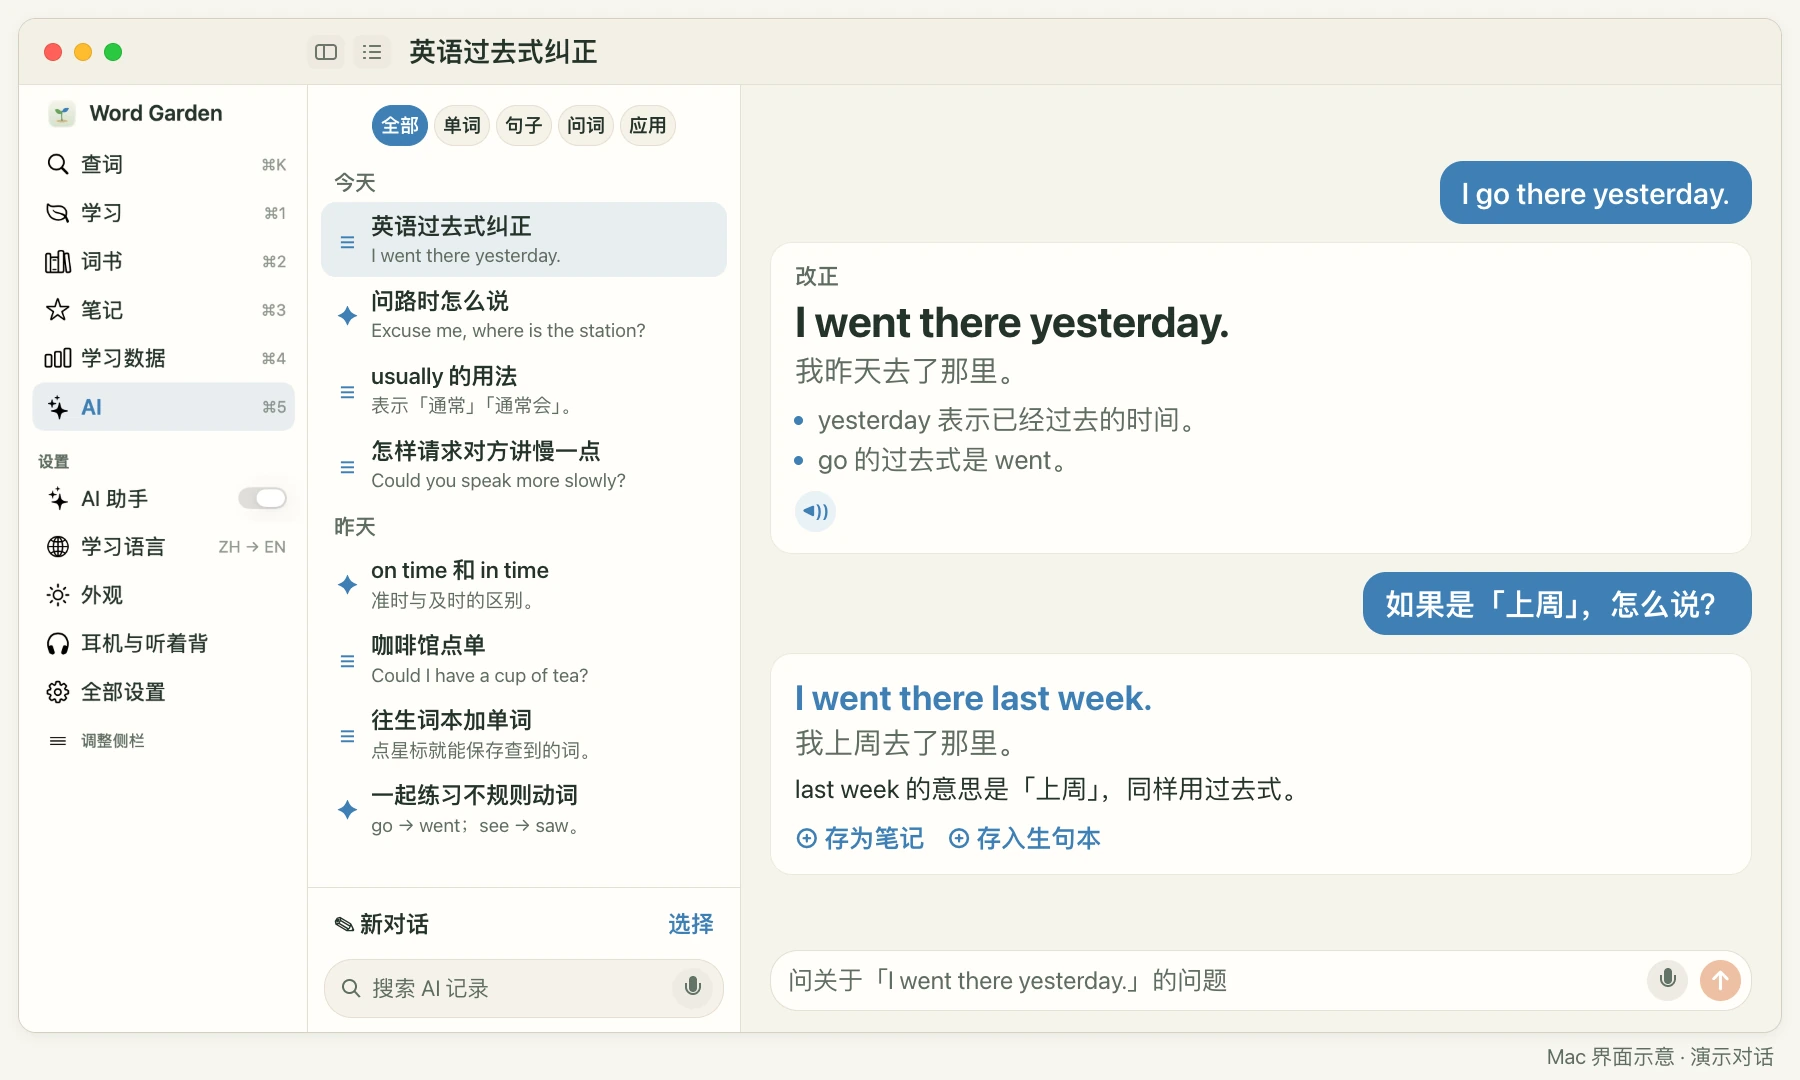 英语过去式纠正
Word Garden
查词 ⌘K
学习 ⌘1
词书 ⌘2
笔记 ⌘3
学习数据 ⌘4
AI ⌘5
设置
AI 助手
学习语言 ZH → EN
外观
耳机与听着背
全部设置
调整侧栏
全部 单词 句子 问词 应用
今天
英语过去式纠正
I went there yesterday.
问路时怎么说
Excuse me, where is the station?
usually 的用法
表示「通常」「通常会」。
怎样请求对方讲慢一点
Could you speak more slowly?
昨天
on time 和 in time
准时与及时的区别。
咖啡馆点单
Could I have a cup of tea?
往生词本加单词
点星标就能保存查到的词。
一起练习不规则动词
go → went；see → saw。
新对话 选择
搜索 AI 记录
I go there yesterday.
改正
I went there yesterday.
我昨天去了那里。
• yesterday 表示已经过去的时间。
• go 的过去式是 went。
如果是「上周」，怎么说？
I went there last week.
我上周去了那里。
last week 的意思是「上周」，同样用过去式。
存为笔记 存入生句本
问关于「I went there yesterday.」的问题
Mac 界面示意 · 演示对话